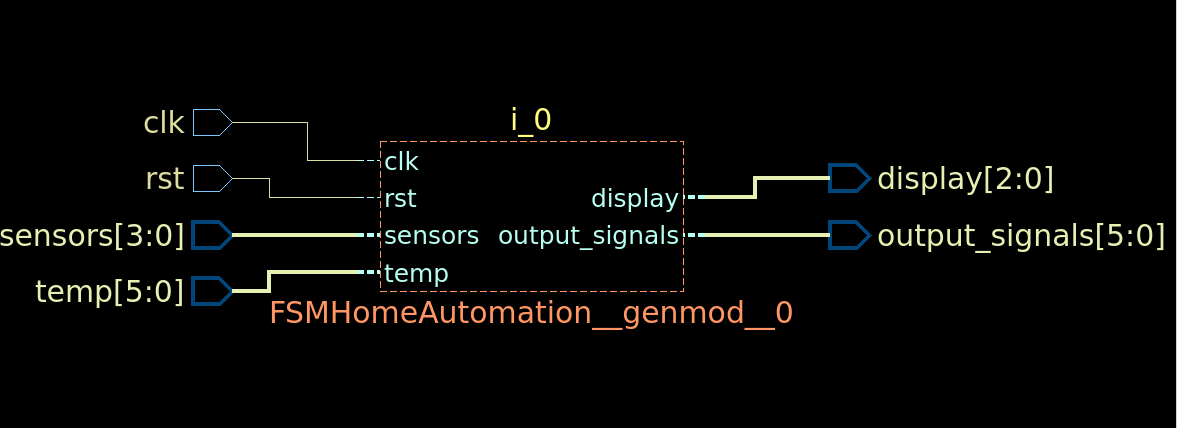 i_0
clk
clk
rst
rst
display
display[2:0]
sensors[3:0]
sensors
output_signals
output_signals[5:0]
temp[5:0]
temp
FSMHomeAutomation__genmod__0